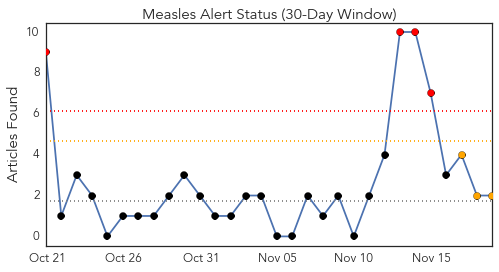 Measles Alert Status (30-Day Window)
Articles Found
10
8
6
4
2
0
Oct 21
Oct 26
Oct 31
Nov 05
Nov 10
Nov 15